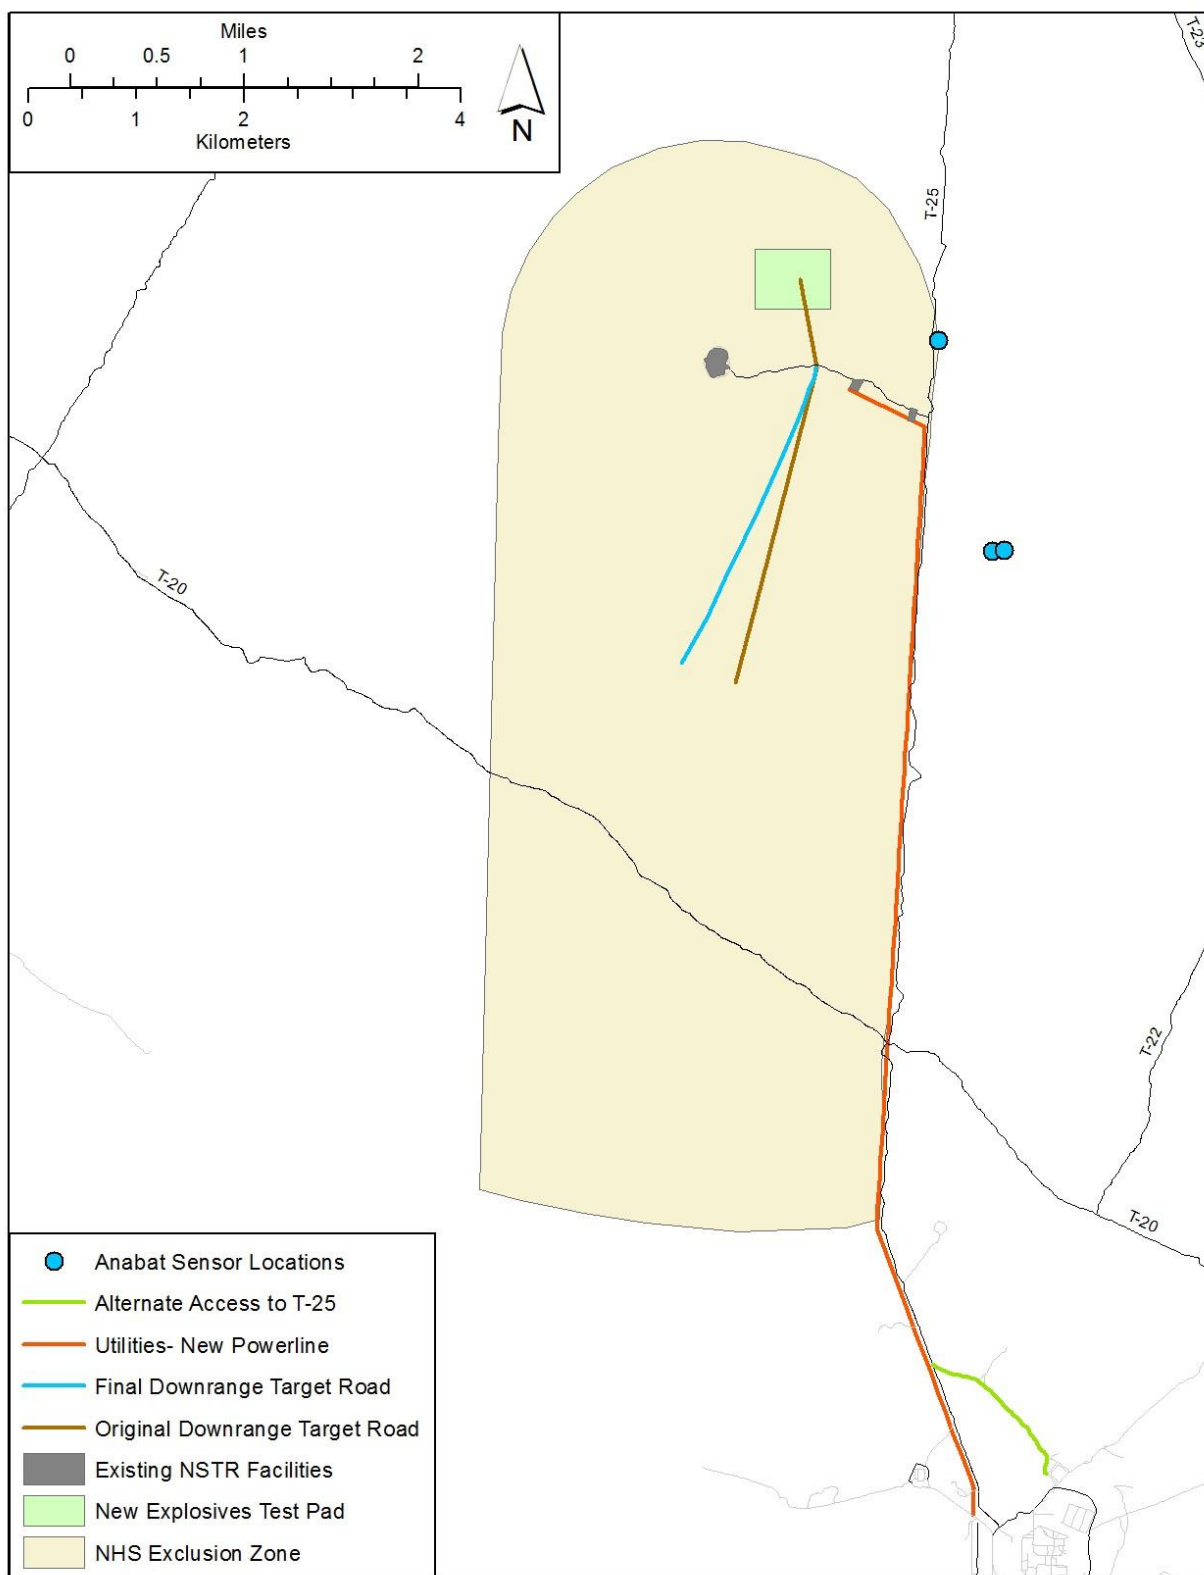 Miles
0 0.5 1 2
0 1 2 4
Kilometers
N
T-23
T-25
T-20
T-22
T-20
Anabat Sensor Locations
Alternate Access to T-25
Utilities- New Powerline
Final Downrange Target Road
Original Downrange Target Road
Existing NSTR Facilities
New Explosives Test Pad
NHS Exclusion Zone